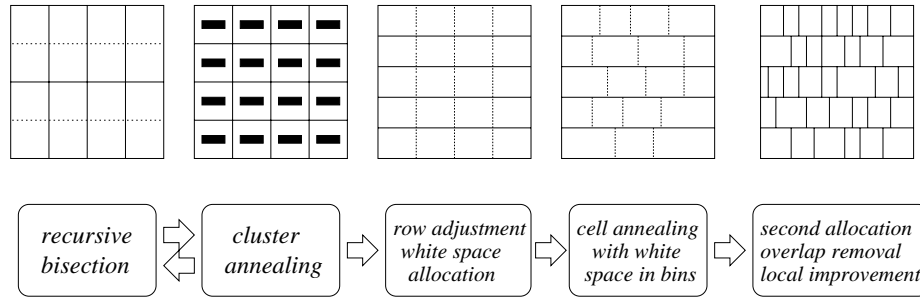 recursive
bisection
cluster
annealing
row adjustment
white space
allocation
cell annealing
with white
space in bins
second allocation
overlap removal
local improvement